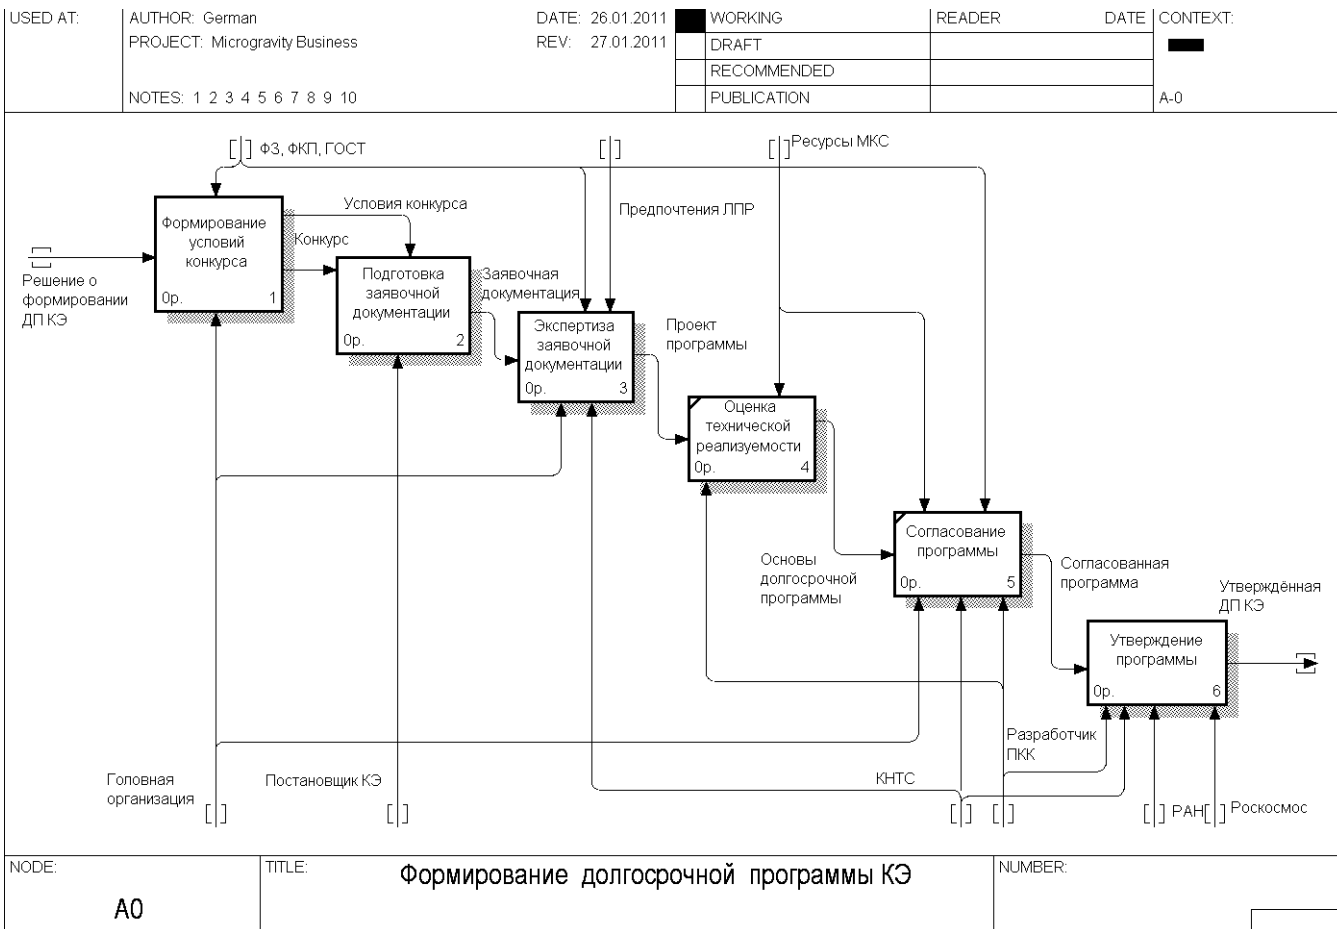 USED AT:
AUTHOR: German
DATE: 26.01.2011
WORKING
READER
DATE
CONTEXT:
PROJECT: Microgravity Business
REV: 27.01.2011
DRAFT
RECOMMENDED
NOTES: 1 2 3 4 5 6 7 8 9 10
PUBLICATION
A-0
ФЗ, ФКП, ГОСТ
Ресурсы МКС
Предпочтения ЛПР
Условия конкурса
Формирование
условий
конкурса
0р.
1
Конкурс
Решение о
формировании
ДП КЭ
Подготовка
заявочной
документации
0р.
2
Заявочная
документация
Экспертиза
заявочной
документации
0р.
3
Проект
программы
Оценка
технической
реализуемости
0р.
4
Основы
долгосрочной
программы
Согласование
программы
0р.
5
Согласованная
программа
Утверждённая
ДП КЭ
Утверждение
программы
0р.
6
Разработчик
ПКК
Головная
организация
Постановщик КЭ
КНТС
РАН
Роскосмос
NODE:
A0
TITLE:
Формирование долгосрочной программы КЭ
NUMBER: